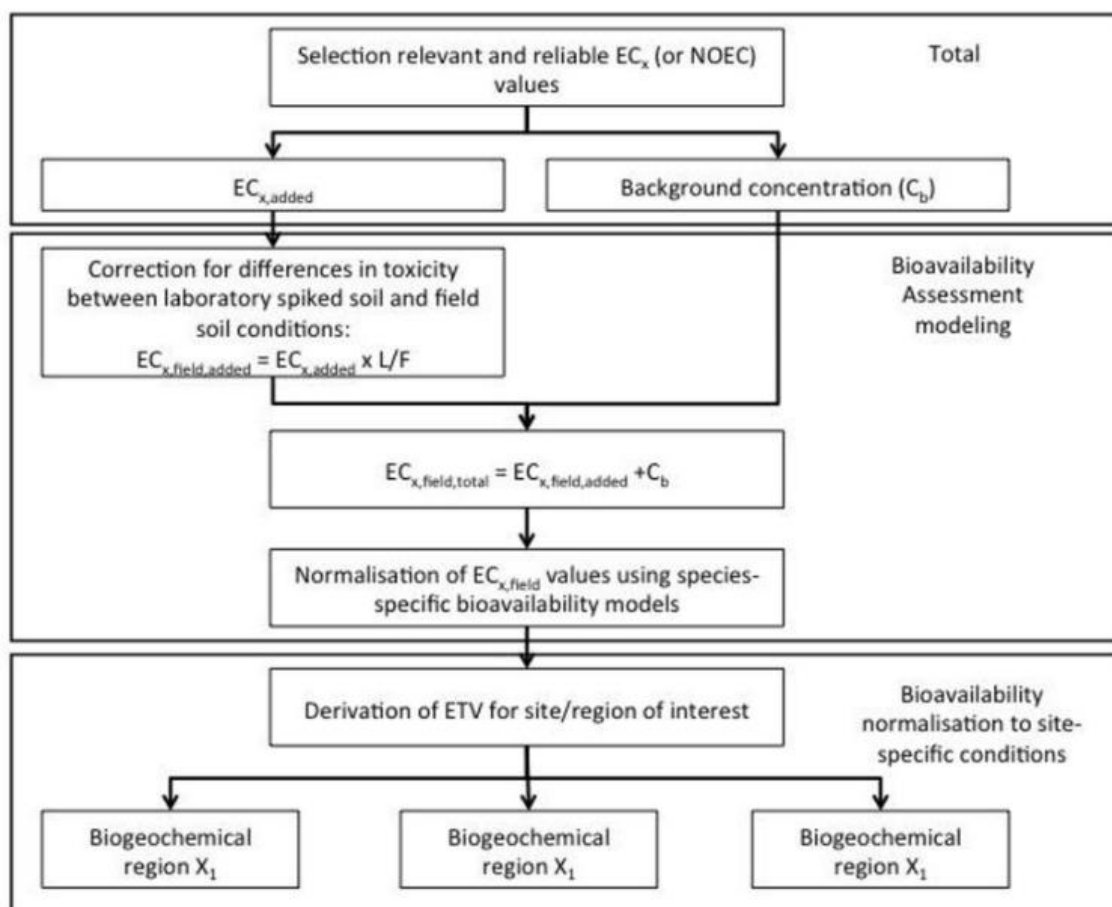 Selection relevant and reliable ECₓ (or NOEC)
values
Total
ECₓ,added
Background concentration (C_b)
Correction for differences in toxicity
between laboratory spiked soil and field
soil conditions:
ECₓ,field,added = ECₓ,added x L/F
Bioavailability
Assessment
modeling
ECₓ,field,total = ECₓ,field,added +C_b
Normalisation of ECₓ,field values using species-
specific bioavailability models
Derivation of ETV for site/region of interest
Bioavailability
normalisation to site-
specific conditions
Biogeochemical
region X₁
Biogeochemical
region X₁
Biogeochemical
region X₁